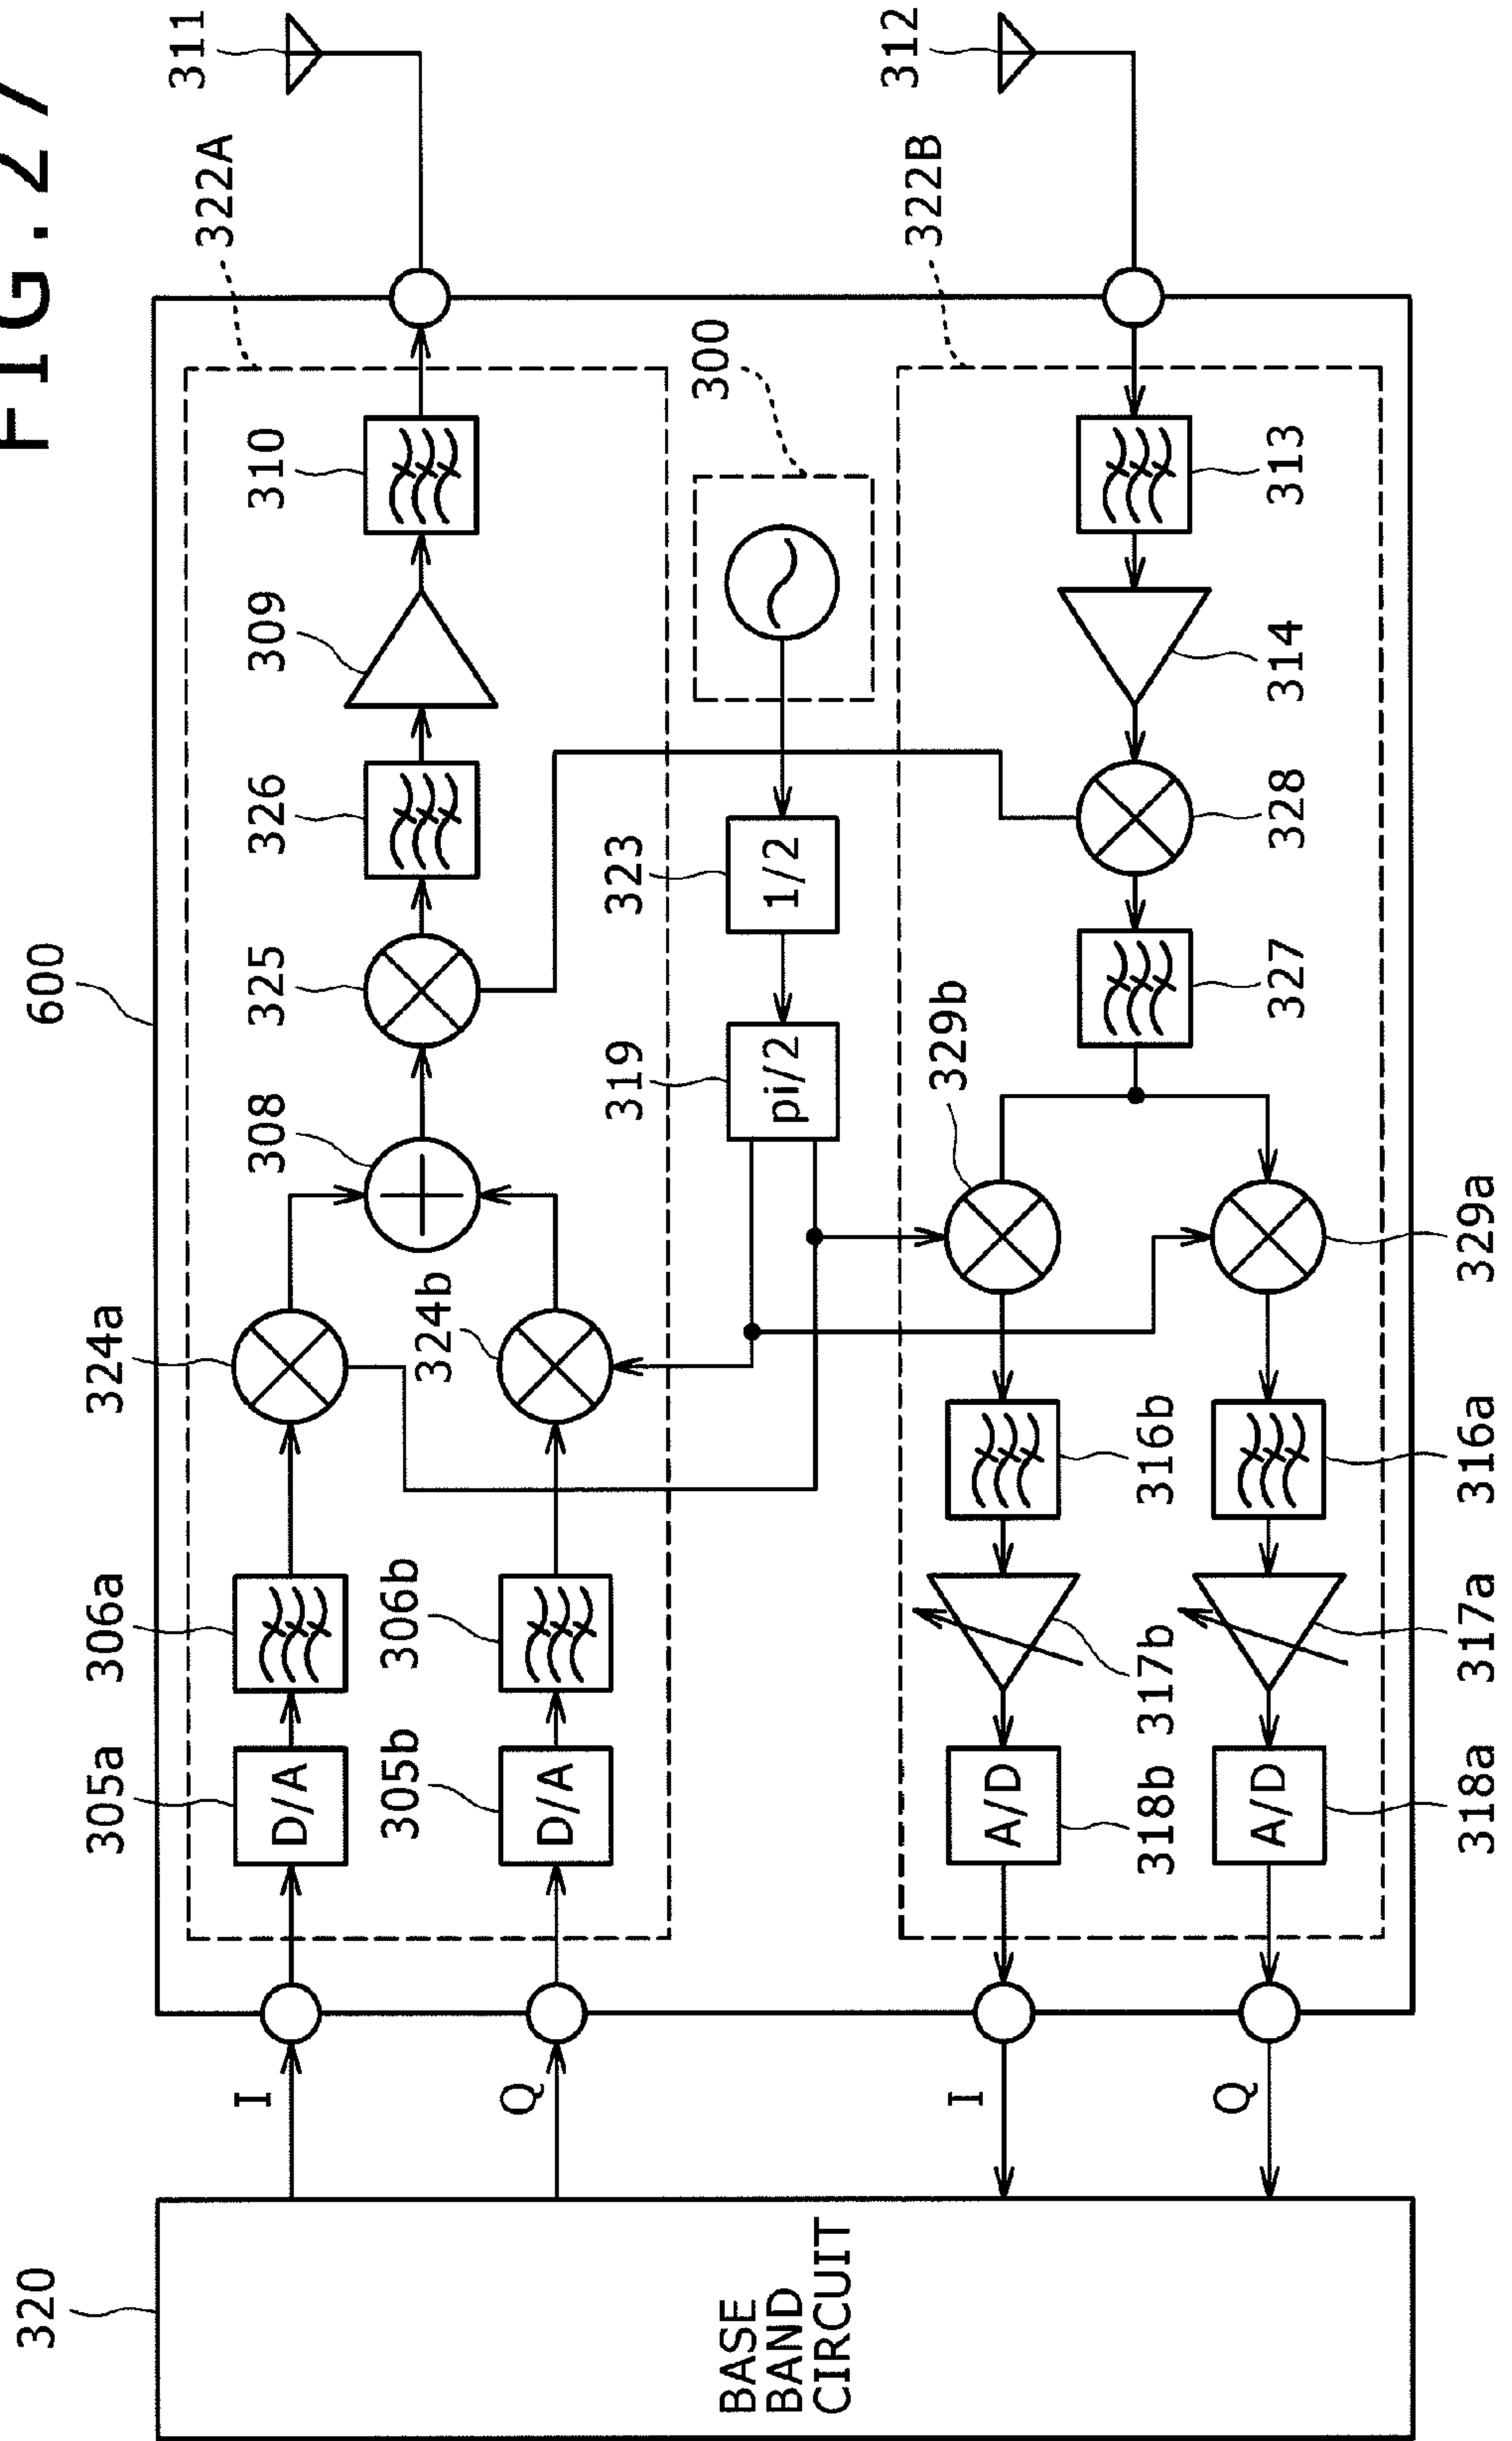 FIG.27
600
320
BASE
BAND
CIRCUIT
I
Q
I
Q
305a
D/A
306a
324a
305b
D/A
306b
324b
308
325
326
309
310
322A
311
319
pi/2
323
1/2
300
318b
A/D
317b
316b
329b
318a
A/D
317a
316a
329a
327
328
314
313
322B
312